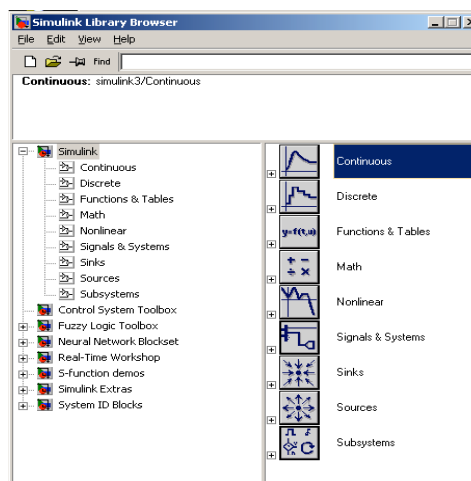 Simulink Library Browser
File Edit View Help
Find
Continuous: simulink3/Continuous
Simulink
Continuous
Discrete
Functions & Tables
Math
Nonlinear
Signals & Systems
Sinks
Sources
Subsystems
Control System Toolbox
Fuzzy Logic Toolbox
Neural Network Blockset
Real-Time Workshop
S-function demos
Simulink Extras
System ID Blocks
Continuous
Discrete
y=f(t,u) Functions & Tables
Math
Nonlinear
Signals & Systems
Sinks
Sources
Subsystems